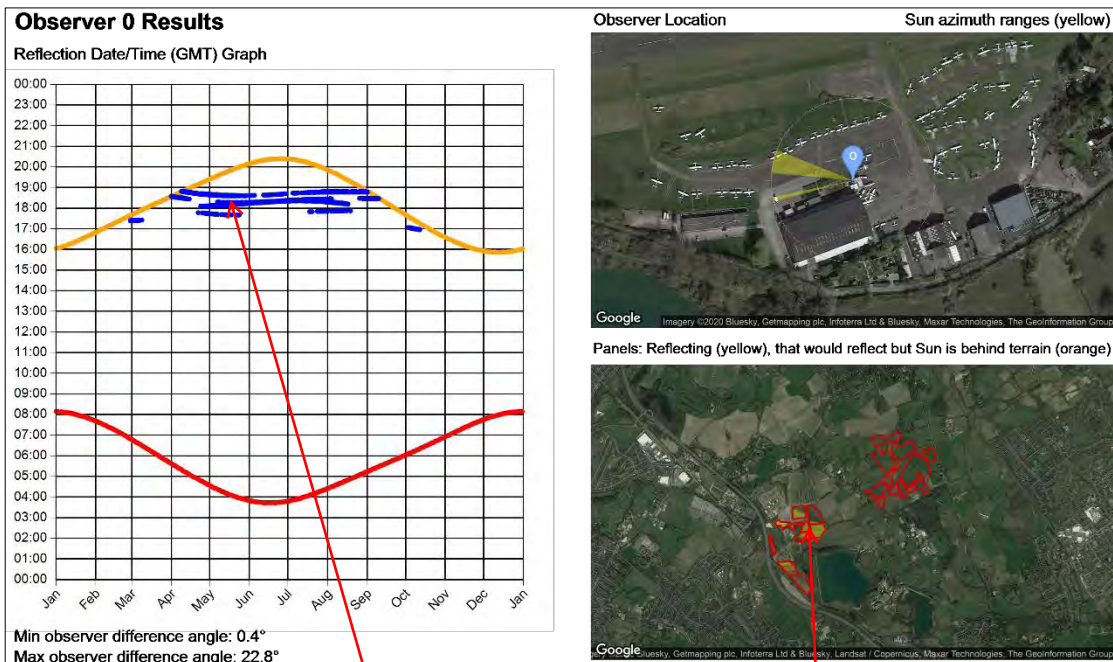 Observer 0 Results
Reflection Date/Time (GMT) Graph
00:00
23:00
22:00
21:00
20:00
19:00
18:00
17:00
16:00
15:00
14:00
13:00
12:00
11:00
10:00
09:00
08:00
07:00
06:00
05:00
04:00
03:00
02:00
01:00
00:00
Jan Feb Mar Apr May Jun Jul Aug Sep Oct Nov Dec Jan
Min observer difference angle: 0.4°
Max observer difference angle: 22.8°
Observer Location Sun azimuth ranges (yellow)
O
Google Imagery ©2020 Bluesky, Getmapping plc, Infoterra Ltd & Bluesky, Maxar Technologies, The GeoInformation Group
Panels: Reflecting (yellow), that would reflect but Sun is behind terrain (orange)
Google Bluesky, Getmapping plc, Infoterra Ltd & Bluesky, Landsat / Copernicus, Maxar Technologies, The GeoInformation Group